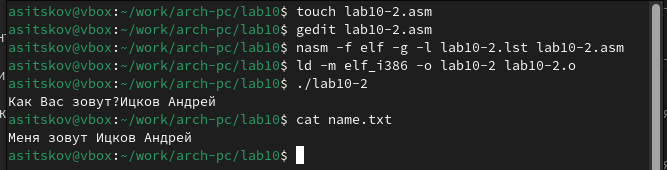 asitskov@vbox:~/work/arch-pc/lab10$ touch lab10-2.asm
asitskov@vbox:~/work/arch-pc/lab10$ gedit lab10-2.asm
asitskov@vbox:~/work/arch-pc/lab10$ nasm -f elf -g -l lab10-2.lst lab10-2.asm
asitskov@vbox:~/work/arch-pc/lab10$ ld -m elf_i386 -o lab10-2 lab10-2.o
asitskov@vbox:~/work/arch-pc/lab10$ ./lab10-2
Как Вас зовут?Ицков Андрей
asitskov@vbox:~/work/arch-pc/lab10$ cat name.txt
Меня зовут Ицков Андрей
asitskov@vbox:~/work/arch-pc/lab10$